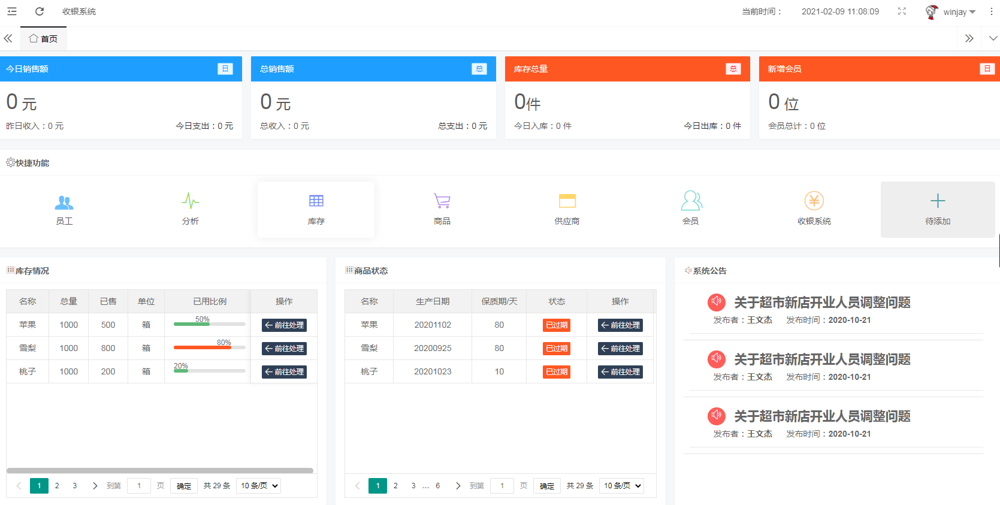 收银系统 当前时间： 2021-02-09 11:08:09 winjay
首页
今日销售额 日 总销售额 总 库存总量 总 新增会员 日
0 元 0 元 0件 0 位
昨日收入：0 元 今日支出：0 元 总收入：0 元 总支出：0 元 今日入库：0 件 今日出库：0 件 会员总计：0 位
快捷功能
员工 分析 库存 商品 供应商 会员 收银系统 待添加
库存情况
名称 总量 已售 单位 已用比例 操作
苹果 1000 500 箱 50% 前往处理
雪梨 1000 800 箱 80% 前往处理
桃子 1000 200 箱 20% 前往处理
1 2 3 到第 1 页 确定 共 29 条 10 条/页
商品状态
名称 生产日期 保质期/天 状态 操作
苹果 20201102 80 已过期 前往处理
雪梨 20200925 80 已过期 前往处理
桃子 20201023 10 已过期 前往处理
1 2 3 ... 6 到第 1 页 确定 共 29 条 10 条/页
系统公告
关于超市新店开业人员调整问题
发布者：王文杰 发布时间：2020-10-21
关于超市新店开业人员调整问题
发布者：王文杰 发布时间：2020-10-21
关于超市新店开业人员调整问题
发布者：王文杰 发布时间：2020-10-21